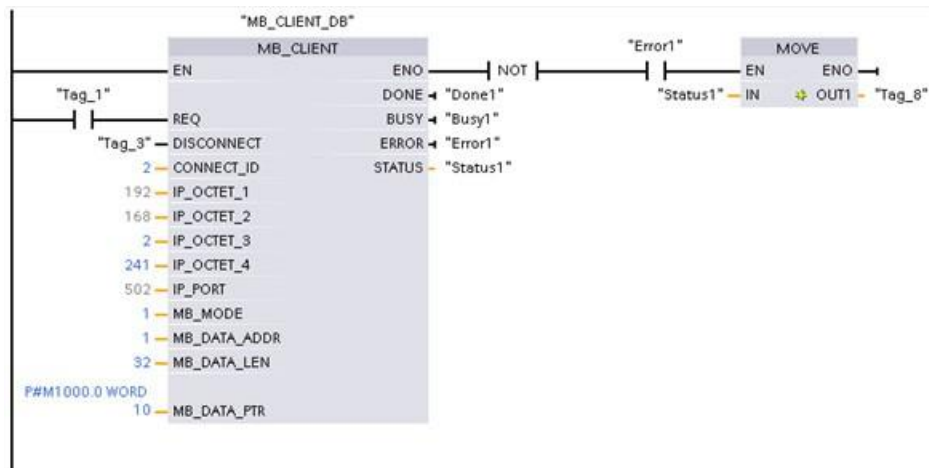 "MB_CLIENT_DB"
MB_CLIENT
"Error1"
MOVE
EN
ENO
NOT
EN
ENO
"Tag_1"
DONE
"Done1"
"Status1"
IN
OUT1
"Tag_8"
REQ
BUSY
"Busy1"
"Tag_3"
DISCONNECT
ERROR
"Error1"
2
CONNECT_ID
STATUS
"Status1"
192
IP_OCTET_1
168
IP_OCTET_2
2
IP_OCTET_3
241
IP_OCTET_4
502
IP_PORT
1
MB_MODE
1
MB_DATA_ADDR
32
MB_DATA_LEN
P#M1000.0 WORD
10
MB_DATA_PTR